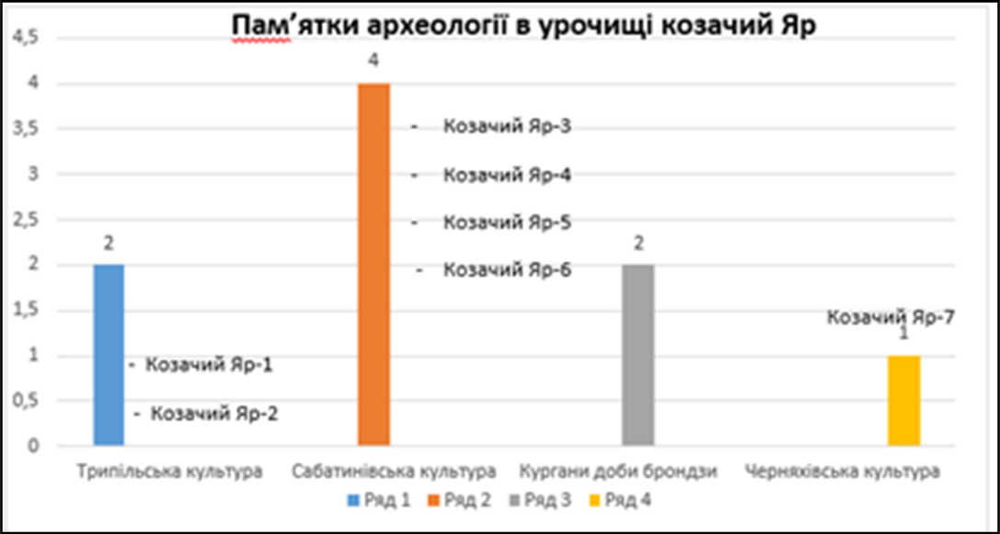 Пам’ятки археології в урочищі козачий Яр
4,5
4
3,5
3
2,5
2
1,5
1
0,5
0
2
- Козачий Яр-1
- Козачий Яр-2
4
- Козачий Яр-3
- Козачий Яр-4
- Козачий Яр-5
- Козачий Яр-6
2
Козачий Яр-7
1
Трипільська культура
Сабатинівська культура
Кургани доби брондзи
Черняхівська культура
Ряд 1
Ряд 2
Ряд 3
Ряд 4